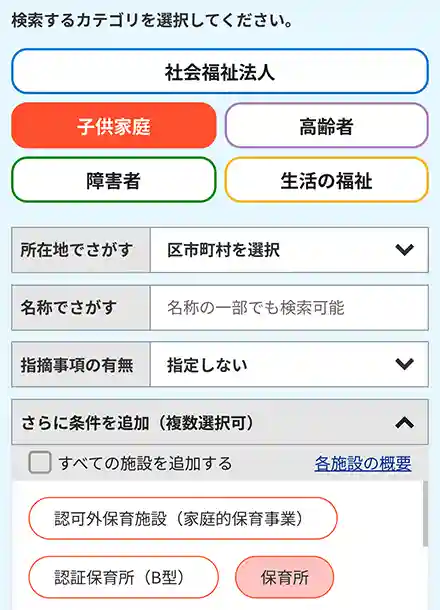 検索するカテゴリを選択してください。
社会福祉法人
子供家庭 高齢者
障害者 生活の福祉
所在地でさがす 区市町村を選択
名称でさがす 名称の一部でも検索可能
指摘事項の有無 指定しない
さらに条件を追加（複数選択可）
すべての施設を追加する 各施設の概要
認可外保育施設（家庭的保育事業）
認証保育所（B型） 保育所